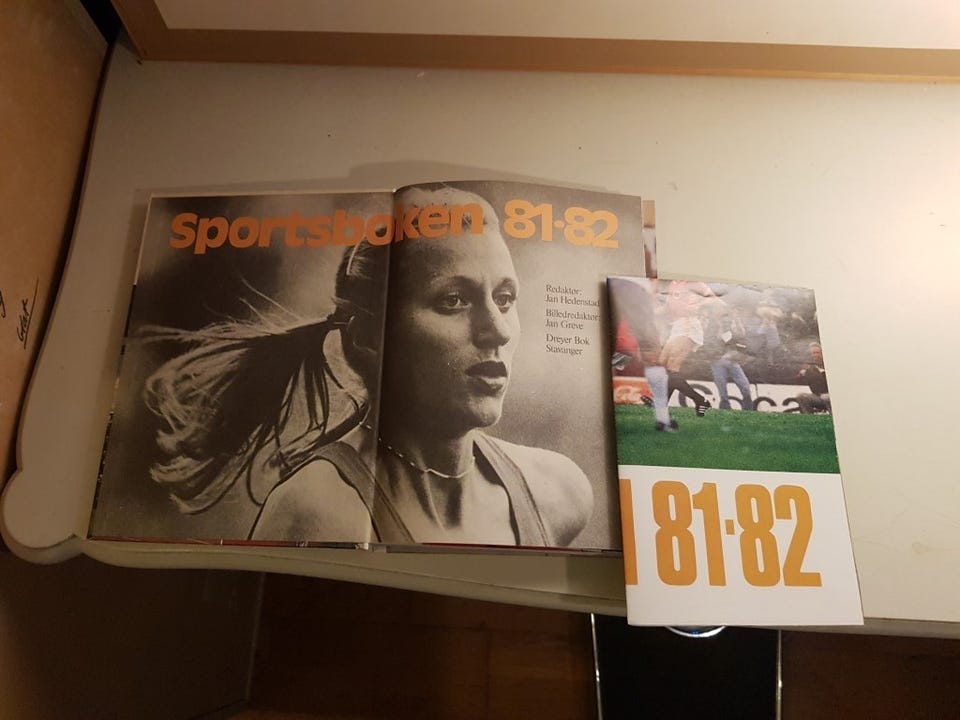 Sportsboken 81·82
Redaktør:
Jan Hedenstad
Billedredaktør:
Jan Greve
Dreyer Bok
Stavanger
81·82